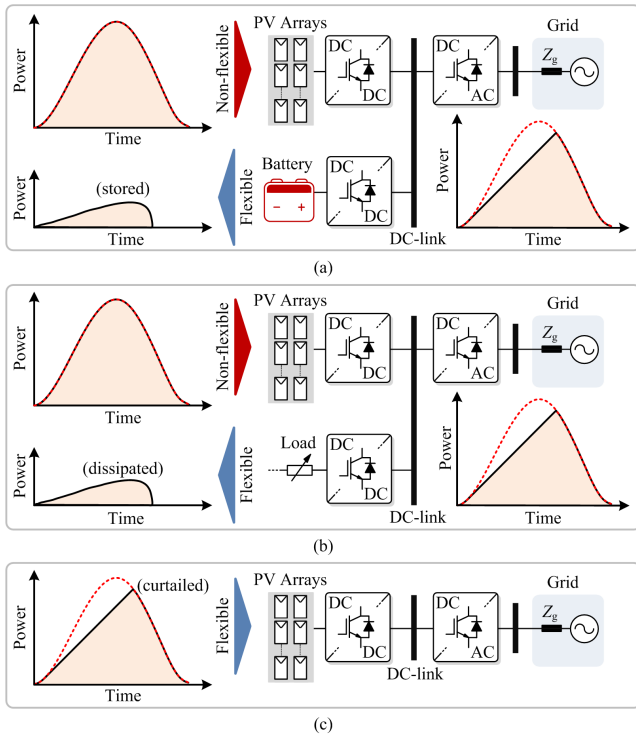 Power
Time
Non-flexible
PV Arrays
DC
DC
DC
AC
Grid
Zg
Power
(stored)
Time
Flexible
Battery
− +
DC
DC
DC-link
Power
Time
(a)
Power
Time
Non-flexible
PV Arrays
DC
DC
DC
AC
Grid
Zg
Power
(dissipated)
Time
Flexible
Load
DC
DC
DC-link
Power
Time
(b)
Power
(curtailed)
Time
Flexible
PV Arrays
DC
DC
DC-link
DC
AC
Grid
Zg
(c)